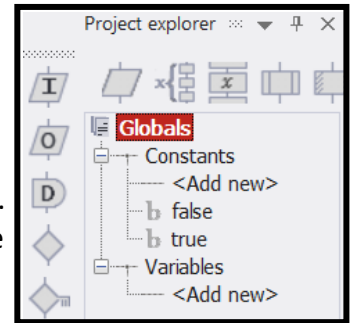 Project explorer
I
x
x
O
Globals
Constants
D
<Add new>
b false
e
b true
Variables
<Add new>